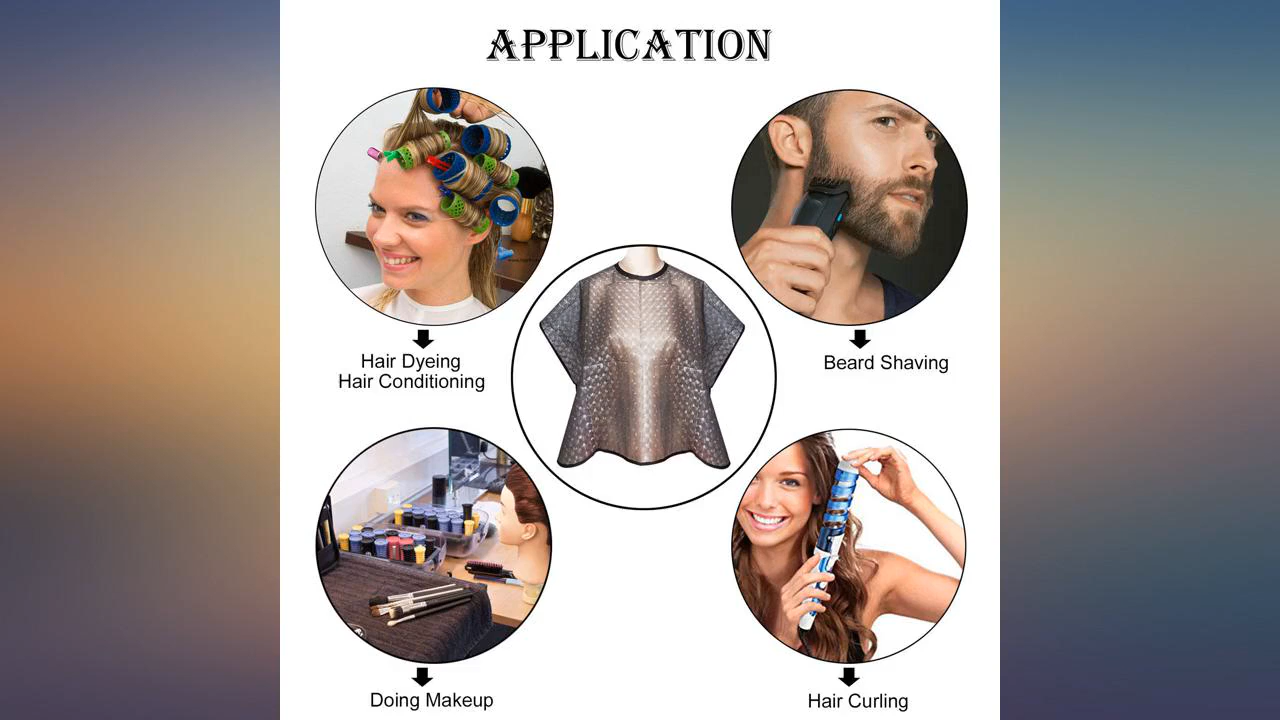 APPLICATION
Hair Dyeing
Hair Conditioning
Beard Shaving
Doing Makeup
Hair Curling